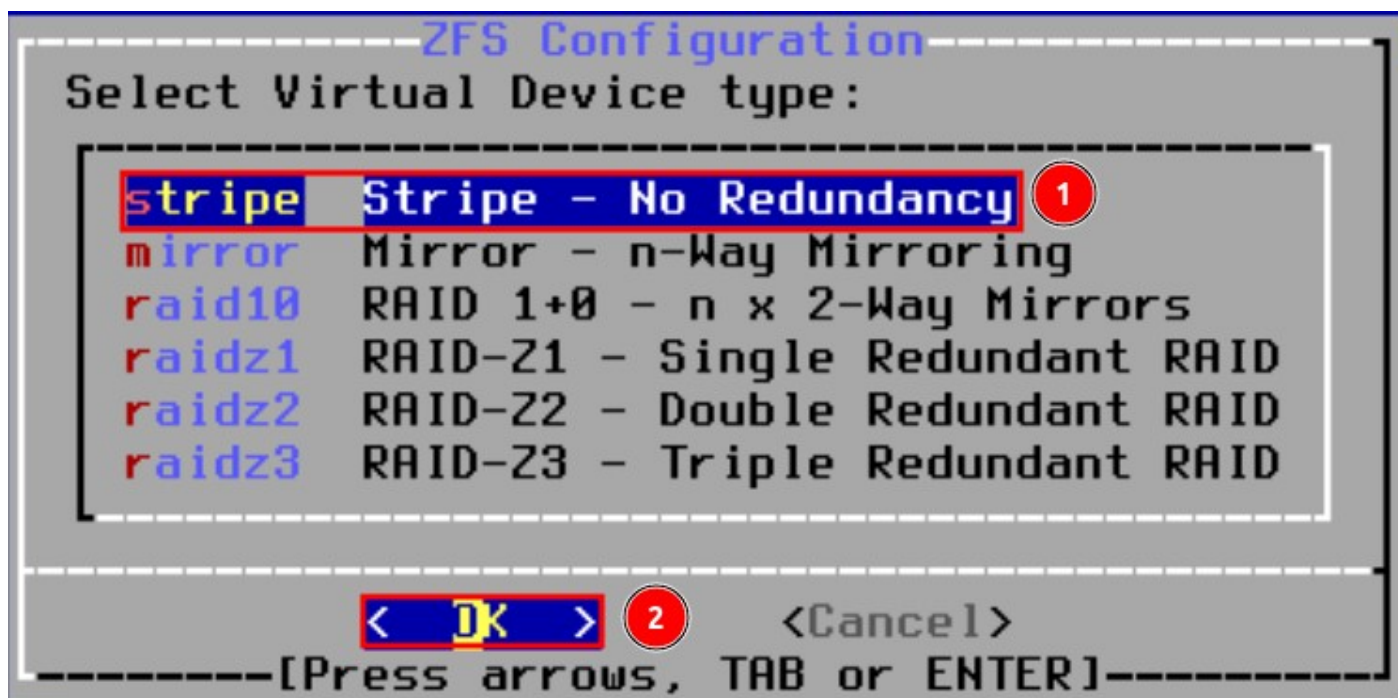 ZFS Configuration
Select Virtual Device type:
stripe Stripe - No Redundancy 1
mirror Mirror - n-Way Mirroring
raid10 RAID 1+0 - n x 2-Way Mirrors
raidz1 RAID-Z1 - Single Redundant RAID
raidz2 RAID-Z2 - Double Redundant RAID
raidz3 RAID-Z3 - Triple Redundant RAID
< OK > 2 <Cancel>
[Press arrows, TAB or ENTER]